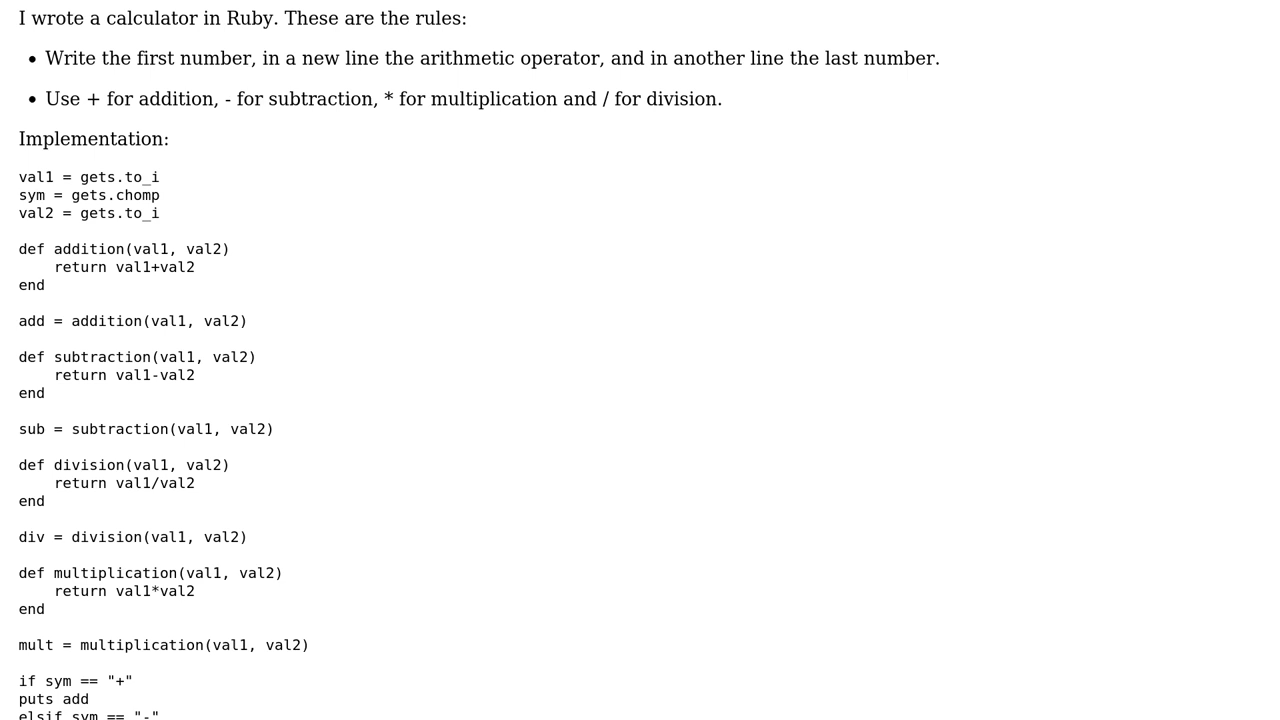 I wrote a calculator in Ruby. These are the rules:
• Write the first number, in a new line the arithmetic operator, and in another line the last number.
• Use + for addition, - for subtraction, * for multiplication and / for division.
Implementation:
val1 = gets.to_i
sym = gets.chomp
val2 = gets.to_i
def addition(val1, val2)
    return val1+val2
end
add = addition(val1, val2)
def subtraction(val1, val2)
    return val1-val2
end
sub = subtraction(val1, val2)
def division(val1, val2)
    return val1/val2
end
div = division(val1, val2)
def multiplication(val1, val2)
    return val1*val2
end
mult = multiplication(val1, val2)
if sym == "+"
puts add
elsif sym == "-"